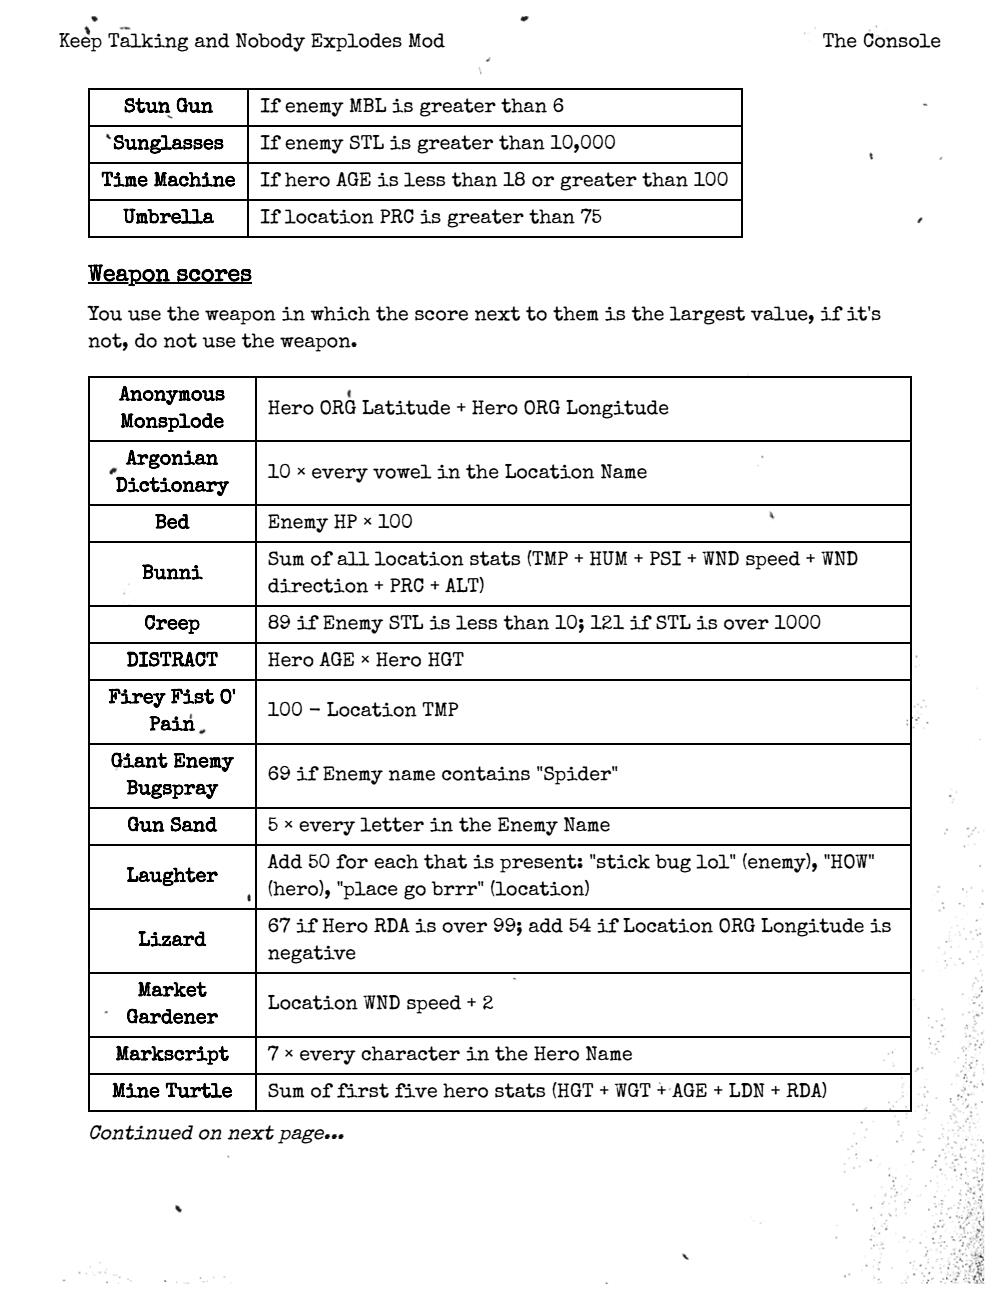 Keep Talking and Nobody Explodes Mod
The Console
Stun Gun
If enemy MBL is greater than 6
Sunglasses
If enemy STL is greater than 10,000
Time Machine
If hero AGE is less than 18 or greater than 100
Umbrella
If location PRC is greater than 75
Weapon scores
You use the weapon in which the score next to them is the largest value, if it's
not, do not use the weapon.
Anonymous
Monsplode
Hero ORG Latitude + Hero ORG Longitude
Argonian
Dictionary
10 × every vowel in the Location Name
Bed
Enemy HP × 100
Bunni
Sum of all location stats (TMP + HUM + PSI + WND speed + WND
direction + PRC + ALT)
Creep
89 if Enemy STL is less than 10; 121 if STL is over 1000
DISTRACT
Hero AGE × Hero HGT
Firey Fist O'
Pain
100 - Location TMP
Giant Enemy
Bugspray
69 if Enemy name contains "Spider"
Gun Sand
5 × every letter in the Enemy Name
Laughter
Add 50 for each that is present: "stick bug lol" (enemy), "HOW"
(hero), "place go brrr" (location)
Lizard
67 if Hero RDA is over 99; add 54 if Location ORG Longitude is
negative
Market
Gardener
Location WND speed + 2
Markscript
7 × every character in the Hero Name
Mine Turtle
Sum of first five hero stats (HGT + WGT + AGE + LDN + RDA)
Continued on next page...